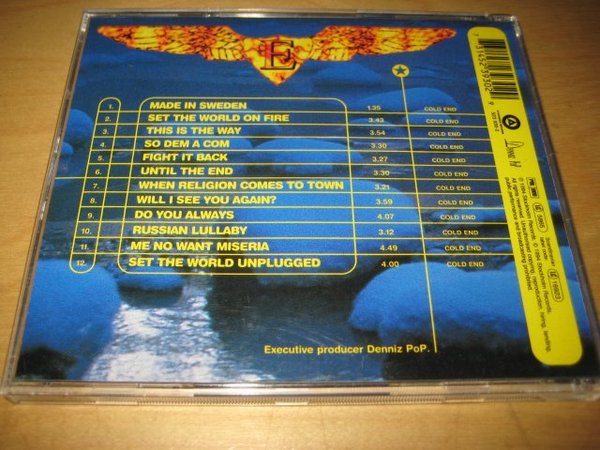 E
1. MADE IN SWEDEN 1.35 COLD END
2. SET THE WORLD ON FIRE 3.43 COLD END
3. THIS IS THE WAY 3.54 COLD END
4. SO DEM A COM 3.30 COLD END
5. FIGHT IT BACK 3.27 COLD END
6. UNTIL THE END 3.30 COLD END
7. WHEN RELIGION COMES TO TOWN 3.21 COLD END
8. WILL I SEE YOU AGAIN? 3.59 COLD END
9. DO YOU ALWAYS 4.07 COLD END
10. RUSSIAN LULLABY 3.12 COLD END
11. ME NO WANT MISERIA 4.49 COLD END
12. SET THE WORLD UNPLUGGED 4.00 COLD END
Executive producer Denniz PoP.